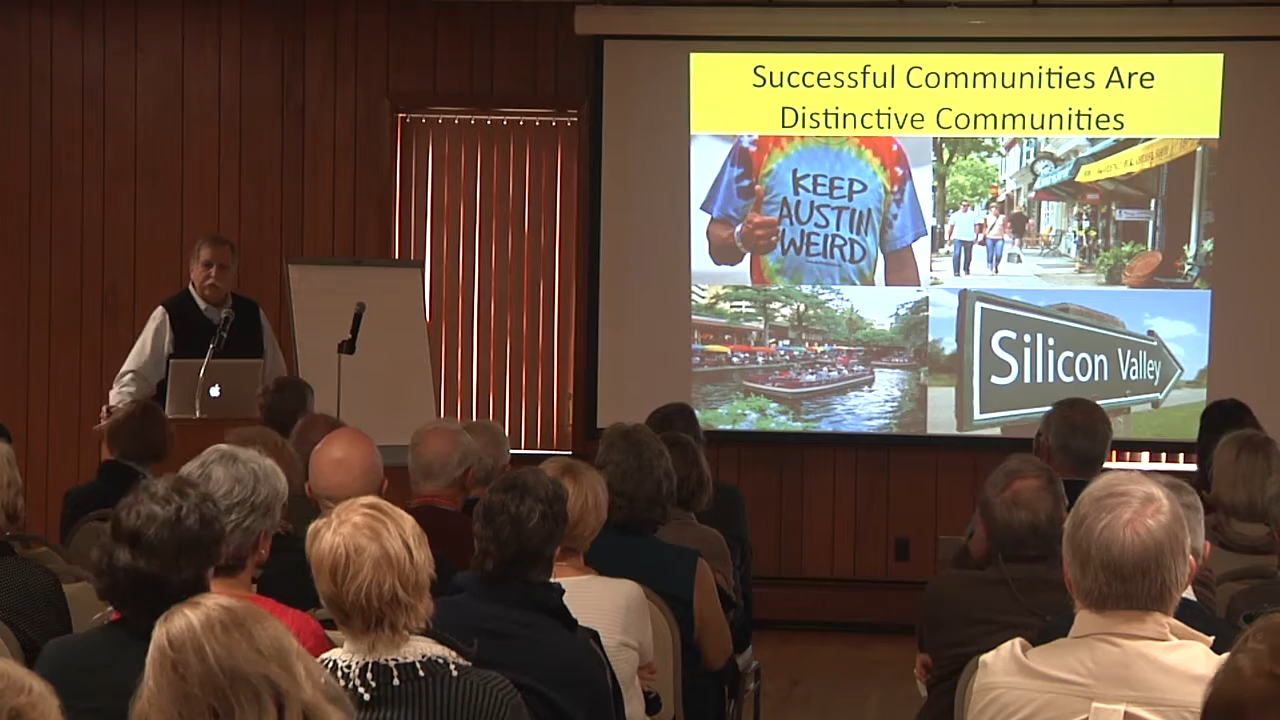 Successful Communities Are
Distinctive Communities
KEEP
AUSTIN
WEIRD
Silicon Valley